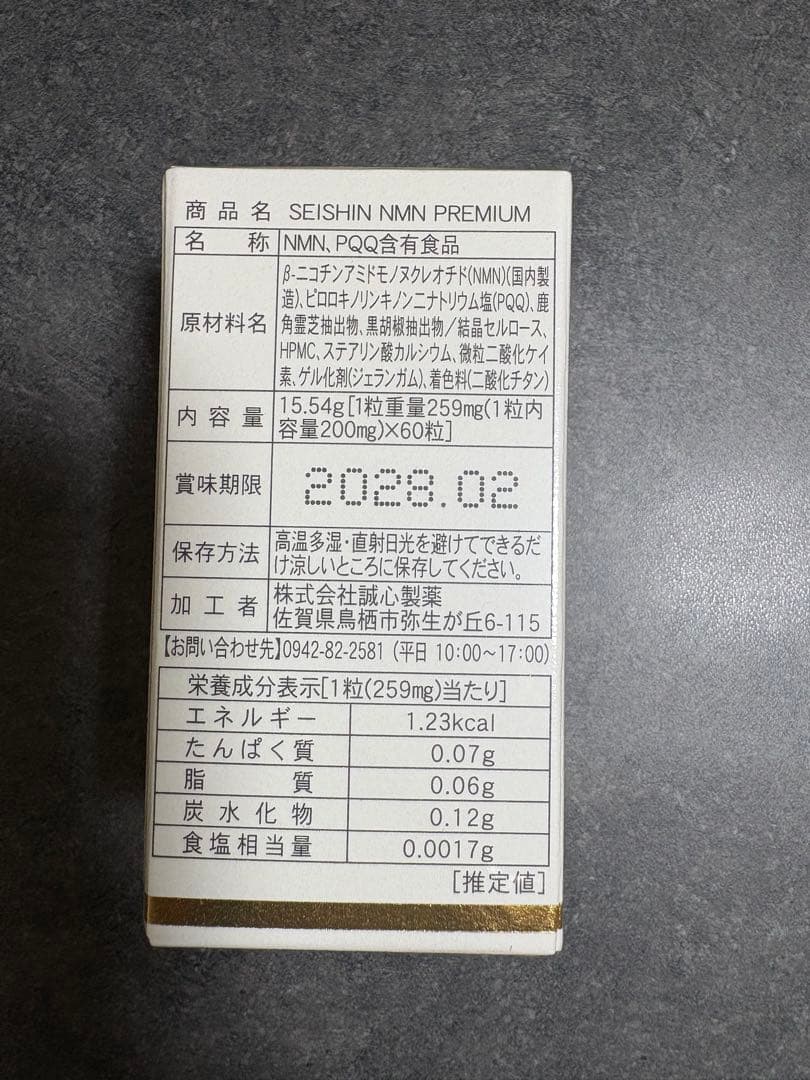 商品名 SEISHIN NMN PREMIUM
名称 NMN、PQQ含有食品
原材料名 β-ニコチンアミドモノヌクレオチド(NMN)(国内製
造)、ピロロキノリンキノン二ナトリウム塩(PQQ)、鹿
角霊芝抽出物、黒胡椒抽出物/結晶セルロース、
HPMC、ステアリン酸カルシウム、微粒二酸化ケイ
素、ゲル化剤(ジェランガム)、着色料(二酸化チタン)
内容量 15.54g[1粒重量259mg(1粒内
容量200mg)×60粒]
賞味期限 2028.02
保存方法 高温多湿・直射日光を避けてできるだ
け涼しいところに保存してください。
加工者 株式会社誠心製薬
佐賀県鳥栖市弥生が丘6-115
【お問い合わせ先】0942-82-2581 (平日 10:00~17:00)
栄養成分表示[1粒(259mg)当たり]
エネルギー 1.23kcal
たんぱく質 0.07g
脂質 0.06g
炭水化物 0.12g
食塩相当量 0.0017g
[推定値]